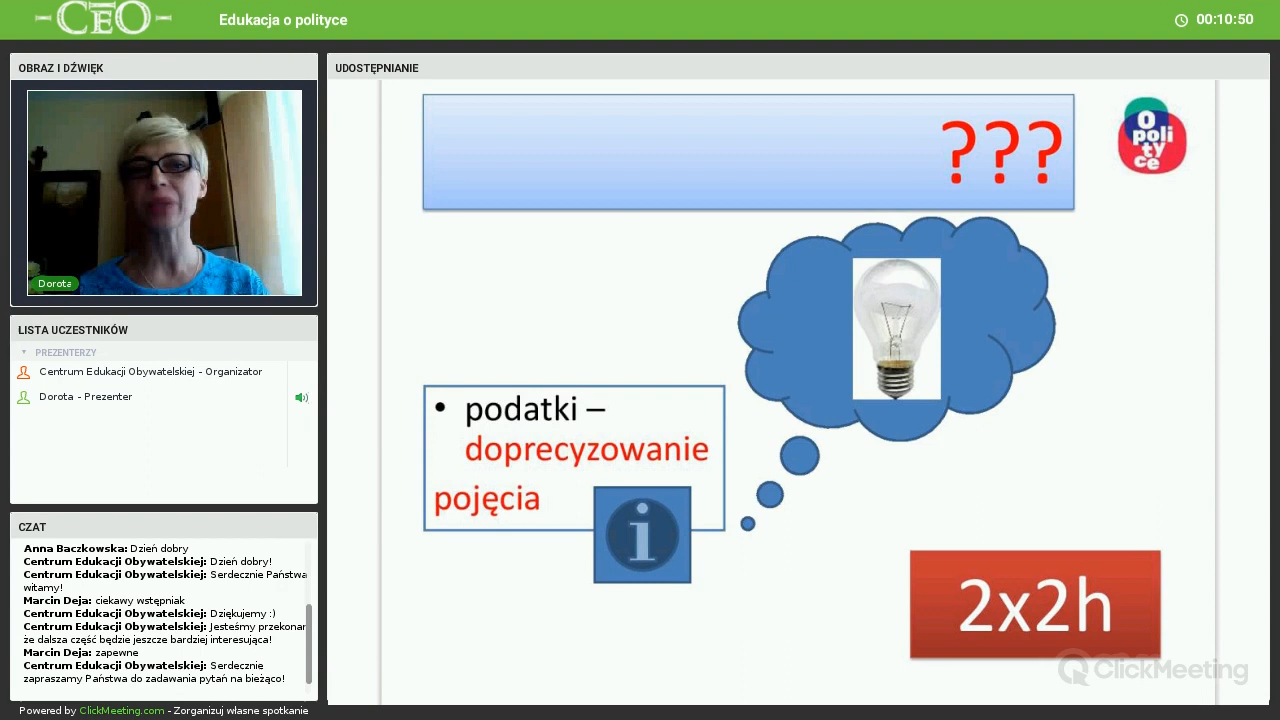 CEO
Edukacja o polityce
00:10:50
OBRAZ I DŹWIĘK
Dorota
LISTA UCZESTNIKÓW
PREZENTERZY
Centrum Edukacji Obywatelskiej - Organizator
Dorota - Prezenter
CZAT
Anna Baczkowska: Dzień dobry
Centrum Edukacji Obywatelskiej: Dzień dobry!
Centrum Edukacji Obywatelskiej: Serdecznie Państwa
witamy!
Marcin Deja: ciekawy wstępniak
Centrum Edukacji Obywatelskiej: Dziękujemy :)
Centrum Edukacji Obywatelskiej: Jesteśmy przekonan
że dalsza część będzie jeszcze bardziej interesująca!
Marcin Deja: zapewne
Centrum Edukacji Obywatelskiej: Serdecznie
zapraszamy Państwa do zadawania pytań na bieżąco!
Powered by ClickMeeting.com - Zorganizuj własne spotkanie
UDOSTĘPNIANIE
???
O
poli
ty
ce
• podatki –
doprecyzowanie
pojęcia
i
2x2h
ClickMeeting